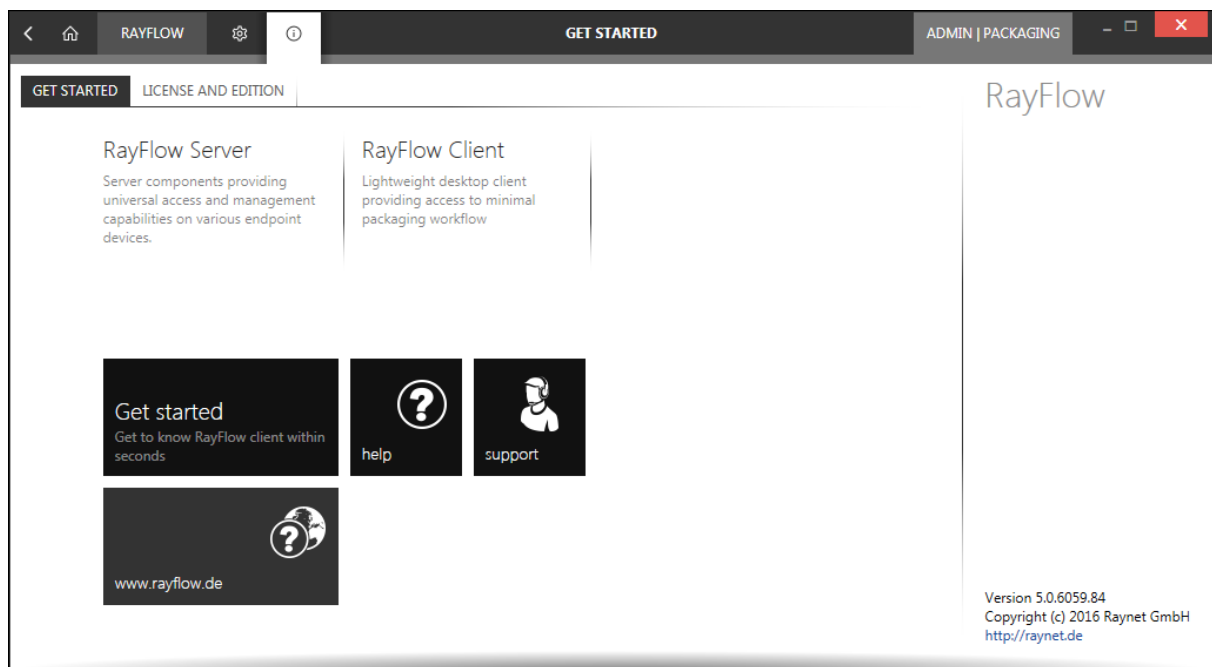 RAYFLOW
GET STARTED
ADMIN | PACKAGING
GET STARTED
LICENSE AND EDITION
RayFlow
RayFlow Server
Server components providing
universal access and management
capabilities on various endpoint
devices.
RayFlow Client
Lightweight desktop client
providing access to minimal
packaging workflow
Get started
Get to know RayFlow client within
seconds
help
support
www.rayflow.de
Version 5.0.6059.84
Copyright (c) 2016 Raynet GmbH
http://raynet.de